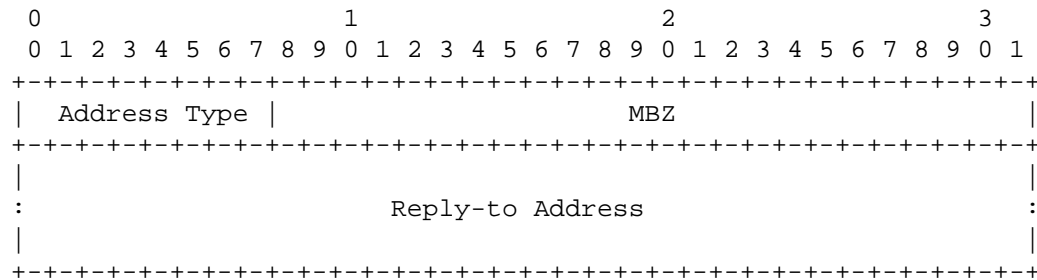 0                   1                   2                   3
 0 1 2 3 4 5 6 7 8 9 0 1 2 3 4 5 6 7 8 9 0 1 2 3 4 5 6 7 8 9 0 1
+-+-+-+-+-+-+-+-+-+-+-+-+-+-+-+-+-+-+-+-+-+-+-+-+-+-+-+-+-+-+-+-+
|  Address Type |                      MBZ                      |
+-+-+-+-+-+-+-+-+-+-+-+-+-+-+-+-+-+-+-+-+-+-+-+-+-+-+-+-+-+-+-+-+
|                                                               |
:                       Reply-to Address                        :
|                                                               |
+-+-+-+-+-+-+-+-+-+-+-+-+-+-+-+-+-+-+-+-+-+-+-+-+-+-+-+-+-+-+-+-+